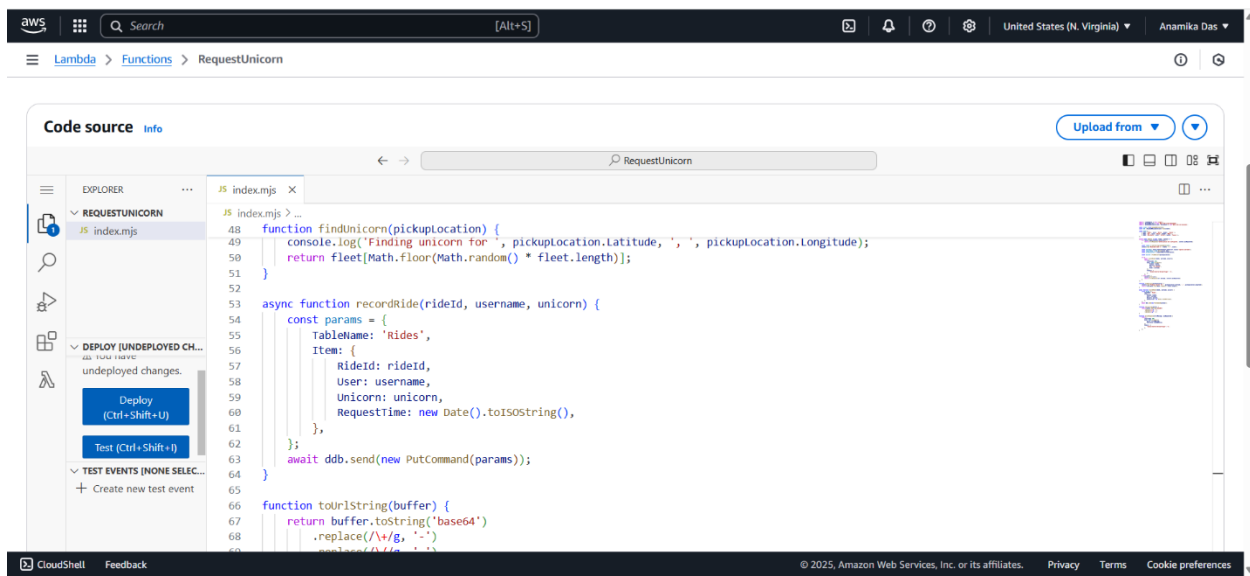 aws
Search [Alt+S]
United States (N. Virginia) ▼
Anamika Das ▼
Lambda > Functions > RequestUnicorn
Code source Info
Upload from ▼
RequestUnicorn
EXPLORER ...
JS index.mjs ×
REQUESTUNICORN
JS index.mjs
JS index.mjs > ...
48 function findUnicorn(pickupLocation) {
49 console.log('Finding unicorn for ', pickupLocation.Latitude, ', ', pickupLocation.Longitude);
50 return fleet[Math.floor(Math.random() * fleet.length)];
51 }
52
53 async function recordRide(rideId, username, unicorn) {
54 const params = {
55 TableName: 'Rides',
56 Item: {
57 RideId: rideId,
58 User: username,
59 Unicorn: unicorn,
60 RequestTime: new Date().toISOString(),
61 },
62 };
63 await ddb.send(new PutCommand(params));
64 }
65
66 function toUrlString(buffer) {
67 return buffer.toString('base64')
68 .replace(/\+/g, '-')
1
DEPLOY [UNDEPLOYED CH...
You have
undeployed changes.
Deploy
(Ctrl+Shift+U)
Test (Ctrl+Shift+I)
TEST EVENTS [NONE SELEC...
+ Create new test event
CloudShell Feedback
© 2025, Amazon Web Services, Inc. or its affiliates. Privacy Terms Cookie preferences